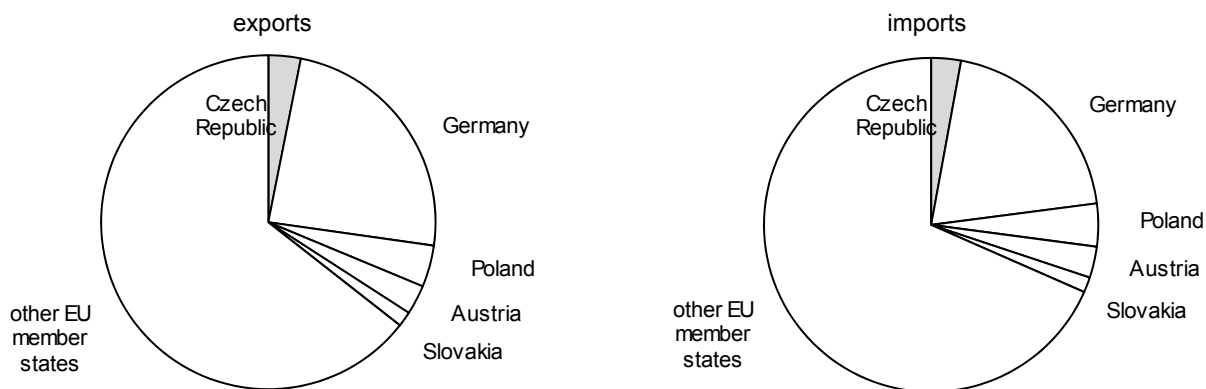 exports
Czech
Republic
Germany
Poland
Austria
Slovakia
other EU
member
states
imports
Czech
Republic
Germany
Poland
Austria
Slovakia
other EU
member
states